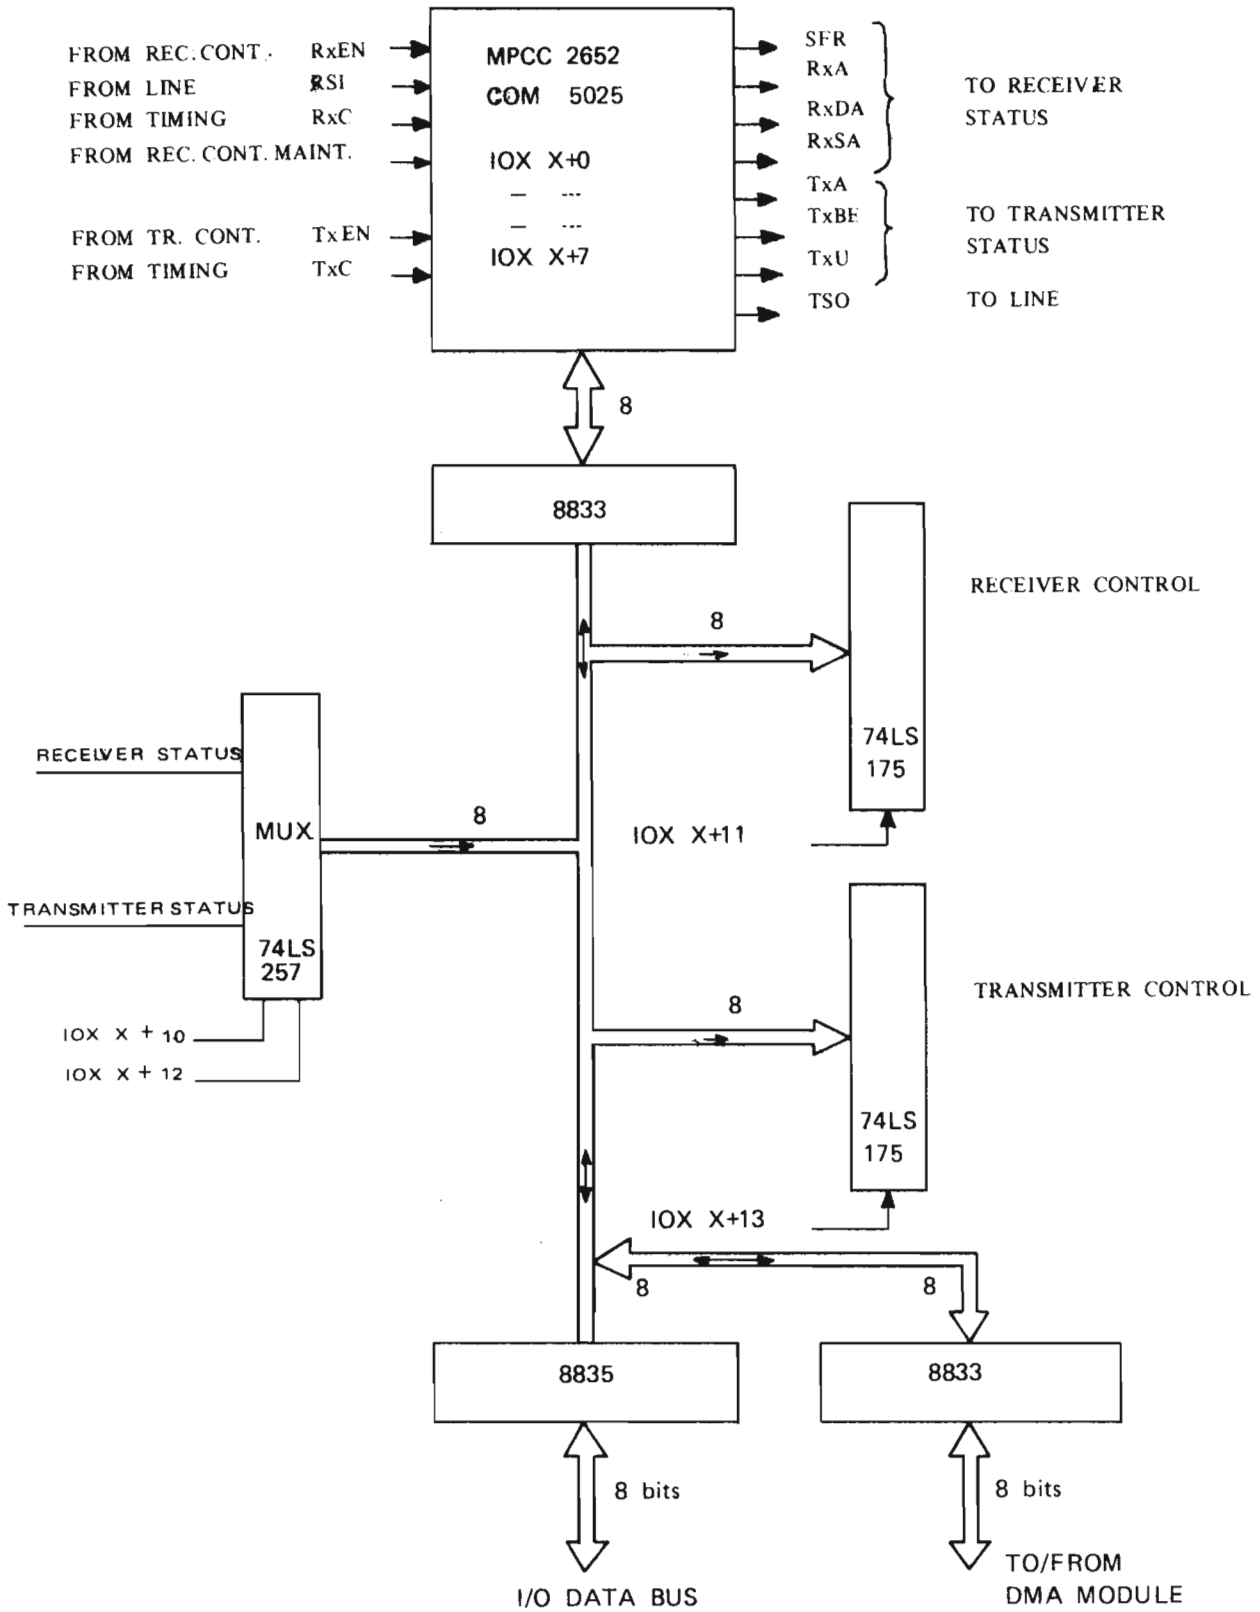 FROM REC. CONT. RxEN
FROM LINE RSI
FROM TIMING RxC
FROM REC. CONT. MAINT.
FROM TR. CONT. TxEN
FROM TIMING TxC
MPCC 2652
COM 5025
IOX X+0
— ---
— ---
IOX X+7
SFR
RxA
RxDA
RxSA
TO RECEIVER
STATUS
TxA
TxBE
TxU
TO TRANSMITTER
STATUS
TSO TO LINE
8
8833
8
RECEIVER CONTROL
74LS
175
IOX X+11
RECEIVER STATUS
MUX
8
TRANSMITTER STATUS
74LS
257
IOX X + 10
IOX X + 12
8
TRANSMITTER CONTROL
74LS
175
IOX X+13
8 8
8835
8833
8 bits
8 bits
I/O DATA BUS
TO/FROM
DMA MODULE